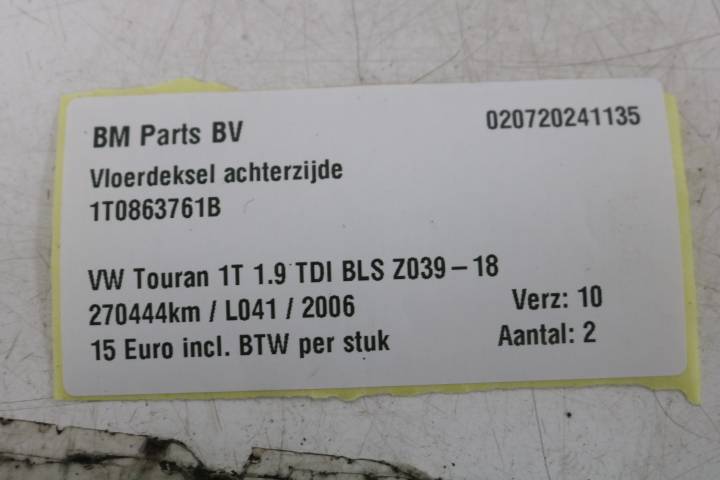 BM Parts BV
020720241135
Vloerdeksel achterzijde
1T0863761B
VW Touran 1T 1.9 TDI BLS Z039 – 18
270444km / L041 / 2006
Verz: 10
15 Euro incl. BTW per stuk
Aantal: 2